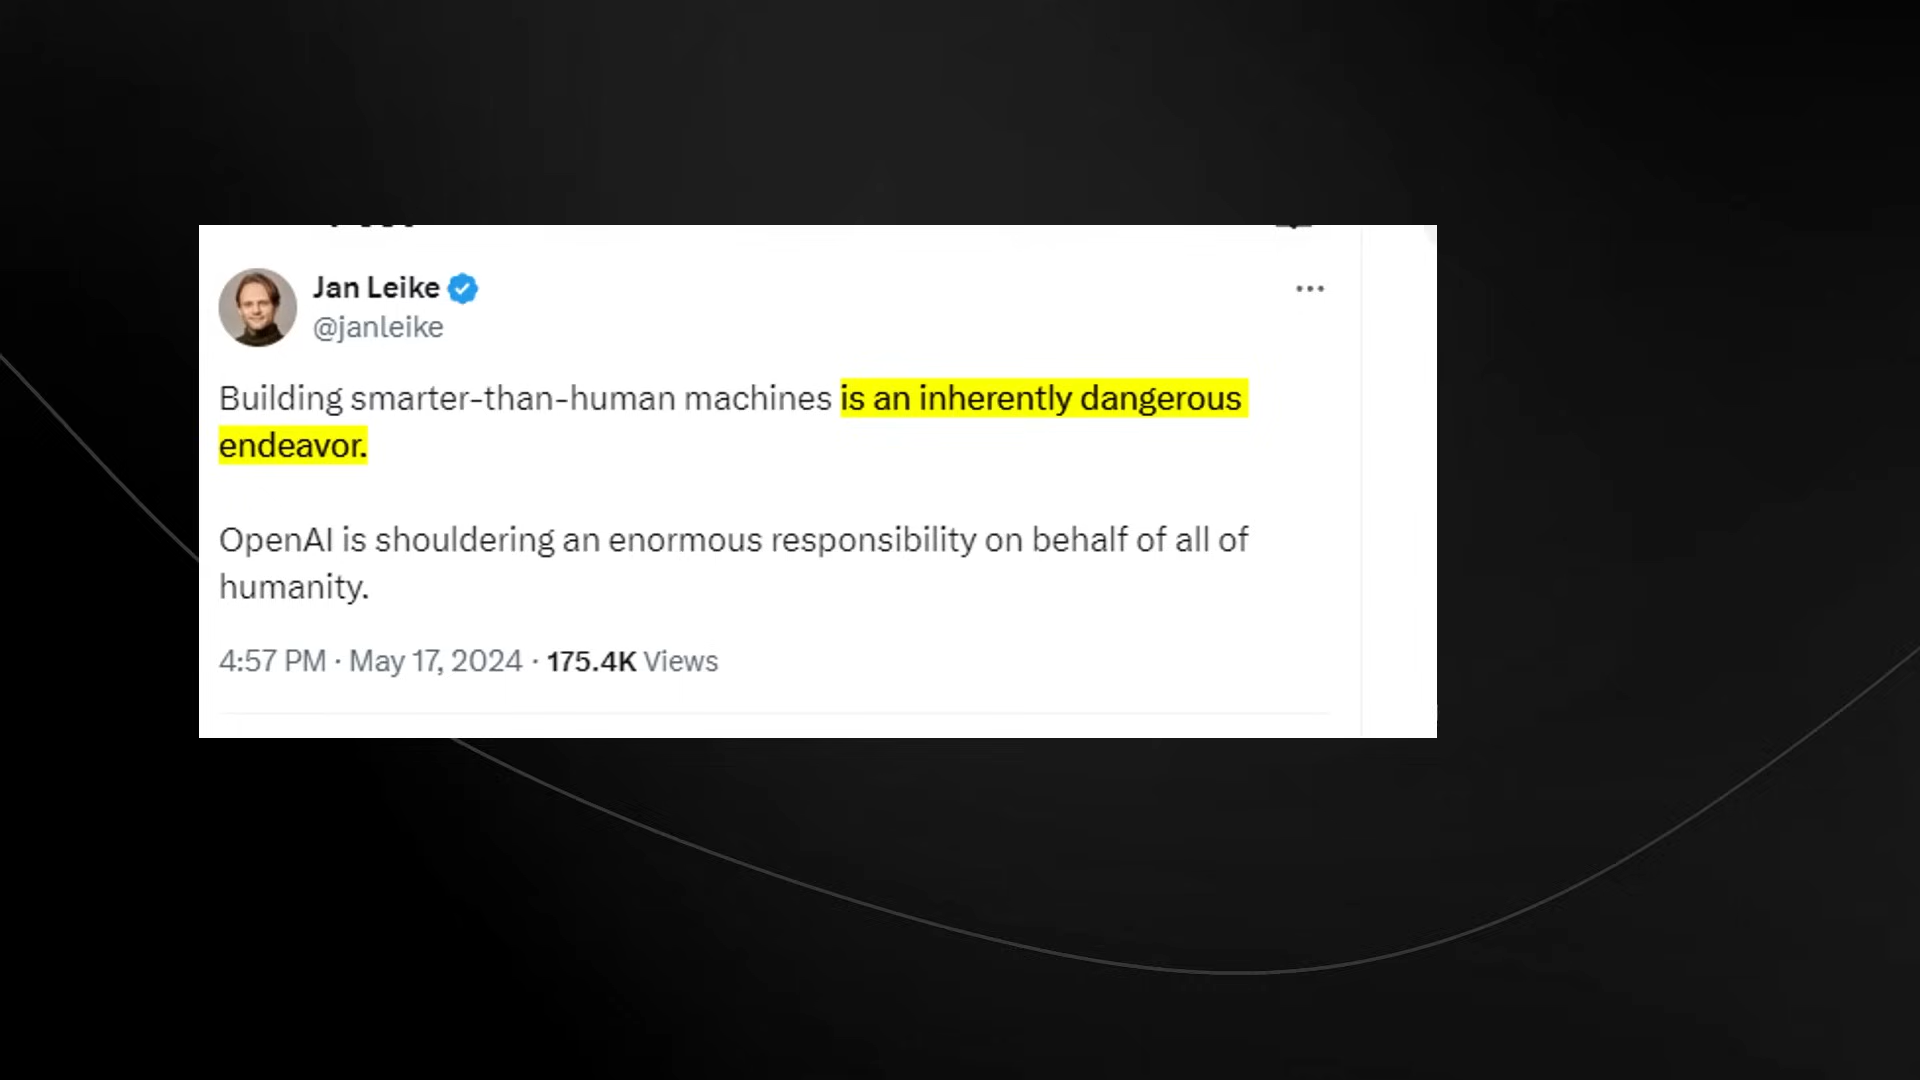 Jan Leike
@janleike
Building smarter-than-human machines is an inherently dangerous
endeavor.
OpenAI is shouldering an enormous responsibility on behalf of all of
humanity.
4:57 PM · May 17, 2024 · 175.4K Views